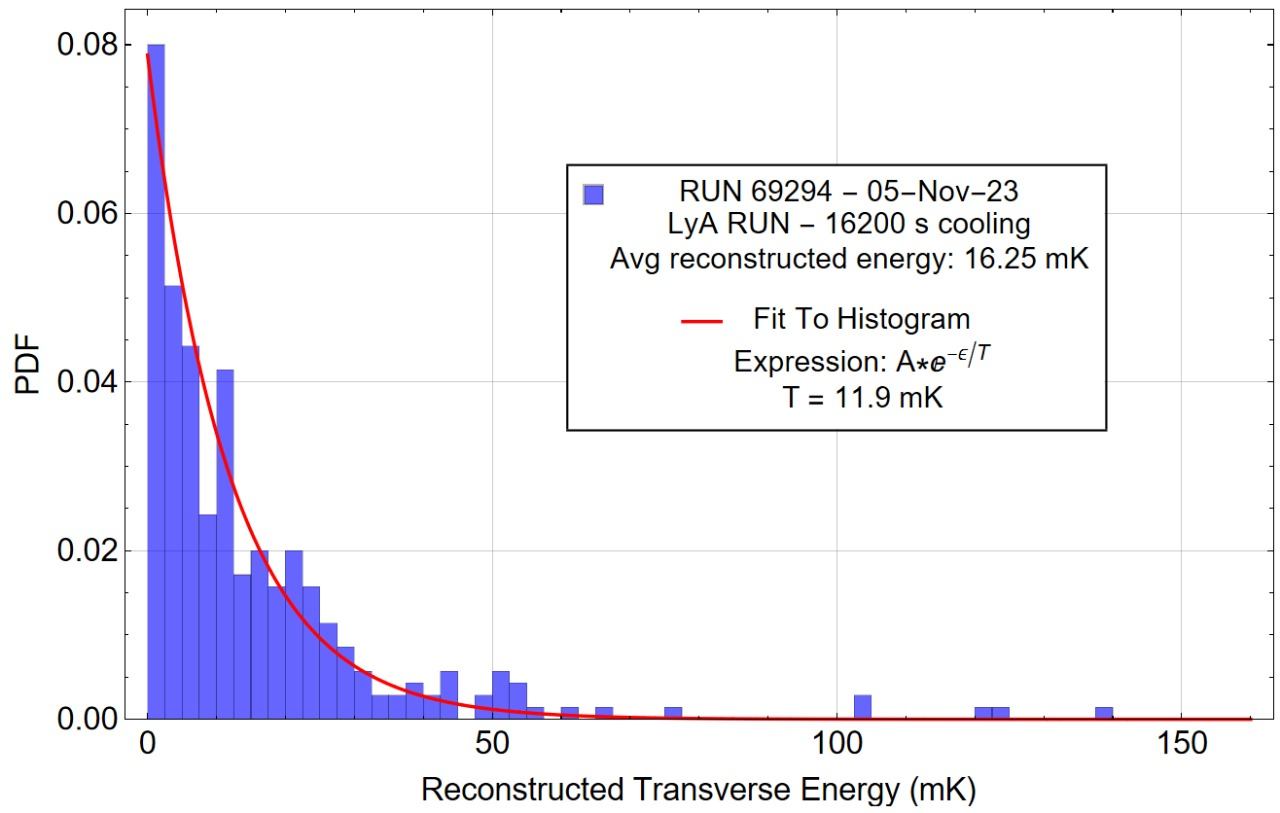 0.08
0.06
0.04
0.02
0.00
PDF
RUN 69294 – 05–Nov–23
LyA RUN – 16200 s cooling
Avg reconstructed energy: 16.25 mK
Fit To Histogram
Expression: A*e^−ϵ/T
T = 11.9 mK
0 50 100 150
Reconstructed Transverse Energy (mK)